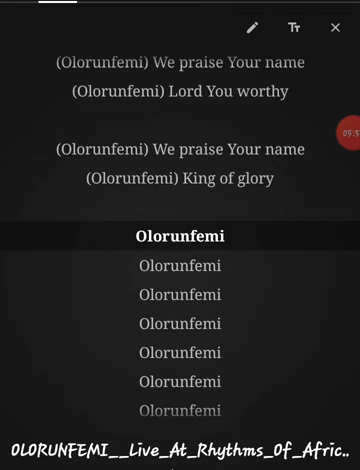 (Olorunfemi) We praise Your name
(Olorunfemi) Lord You worthy
(Olorunfemi) We praise Your name
(Olorunfemi) King of glory
Olorunfemi
Olorunfemi
Olorunfemi
Olorunfemi
Olorunfemi
Olorunfemi
Olorunfemi
OLORUNFEMI__Live_At_Rhythms_Of_Afric..